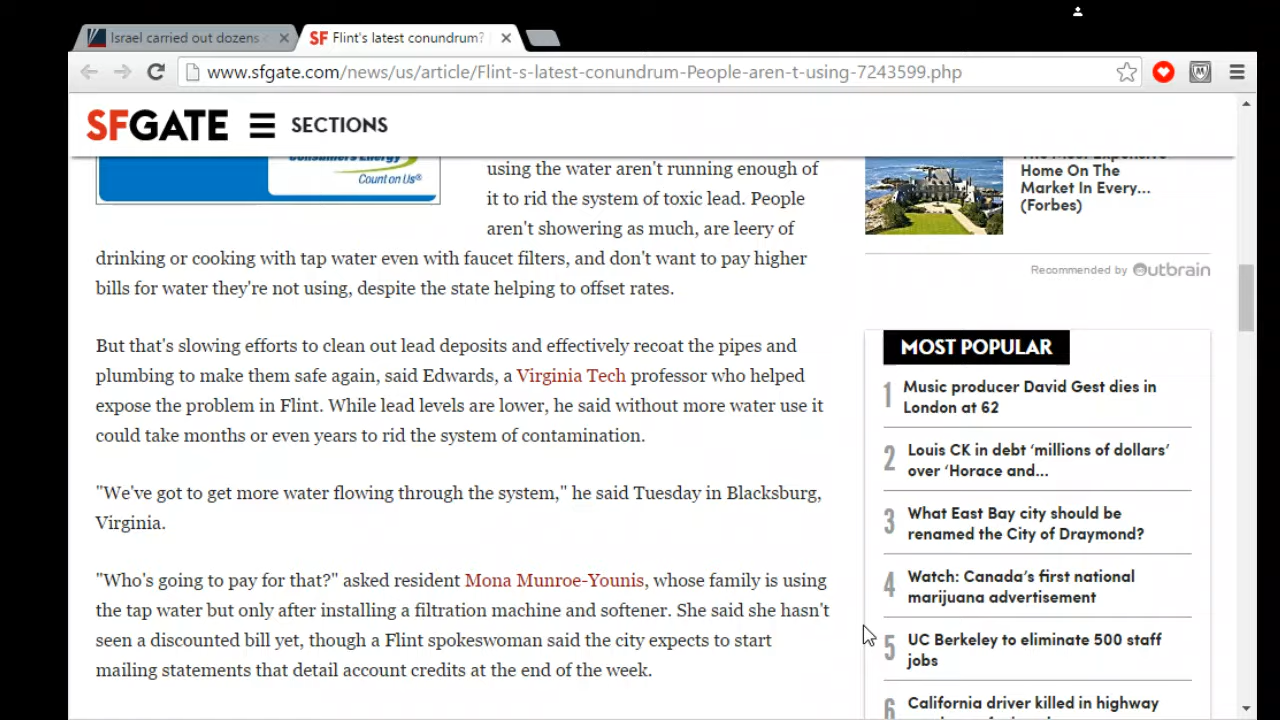 Israel carried out dozens
SF Flint's latest conundrum?
www.sfgate.com/news/us/article/Flint-s-latest-conundrum-People-aren-t-using-7243599.php
SFGATE SECTIONS
Consumers Energy
Count on Us®
using the water aren't running enough of
it to rid the system of toxic lead. People
aren't showering as much, are leery of
drinking or cooking with tap water even with faucet filters, and don't want to pay higher
bills for water they're not using, despite the state helping to offset rates.
But that's slowing efforts to clean out lead deposits and effectively recoat the pipes and
plumbing to make them safe again, said Edwards, a Virginia Tech professor who helped
expose the problem in Flint. While lead levels are lower, he said without more water use it
could take months or even years to rid the system of contamination.
"We've got to get more water flowing through the system," he said Tuesday in Blacksburg,
Virginia.
"Who's going to pay for that?" asked resident Mona Munroe-Younis, whose family is using
the tap water but only after installing a filtration machine and softener. She said she hasn't
seen a discounted bill yet, though a Flint spokeswoman said the city expects to start
mailing statements that detail account credits at the end of the week.
The Most Expensive
Home On The
Market In Every...
(Forbes)
Recommended by Outbrain
MOST POPULAR
1 Music producer David Gest dies in
London at 62
2 Louis CK in debt ‘millions of dollars’
over ‘Horace and...
3 What East Bay city should be
renamed the City of Draymond?
4 Watch: Canada’s first national
marijuana advertisement
5 UC Berkeley to eliminate 500 staff
jobs
6 California driver killed in highway